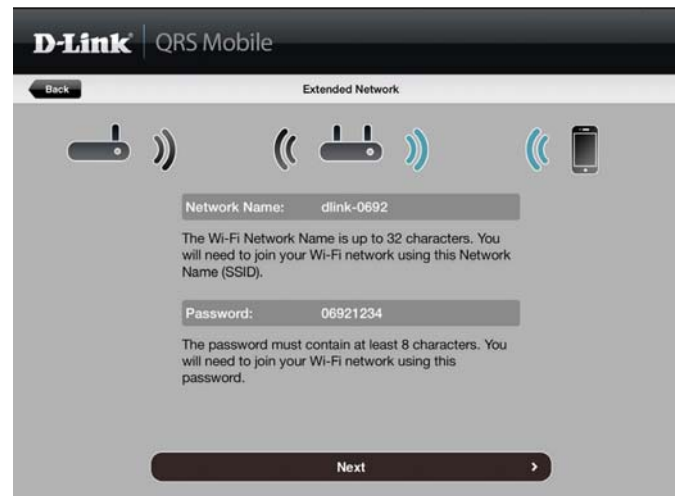 D-Link QRS Mobile
Back Extended Network
Network Name: dlink-0692
The Wi-Fi Network Name is up to 32 characters. You
will need to join your Wi-Fi network using this Network
Name (SSID).
Password: 06921234
The password must contain at least 8 characters. You
will need to join your Wi-Fi network using this
password.
Next